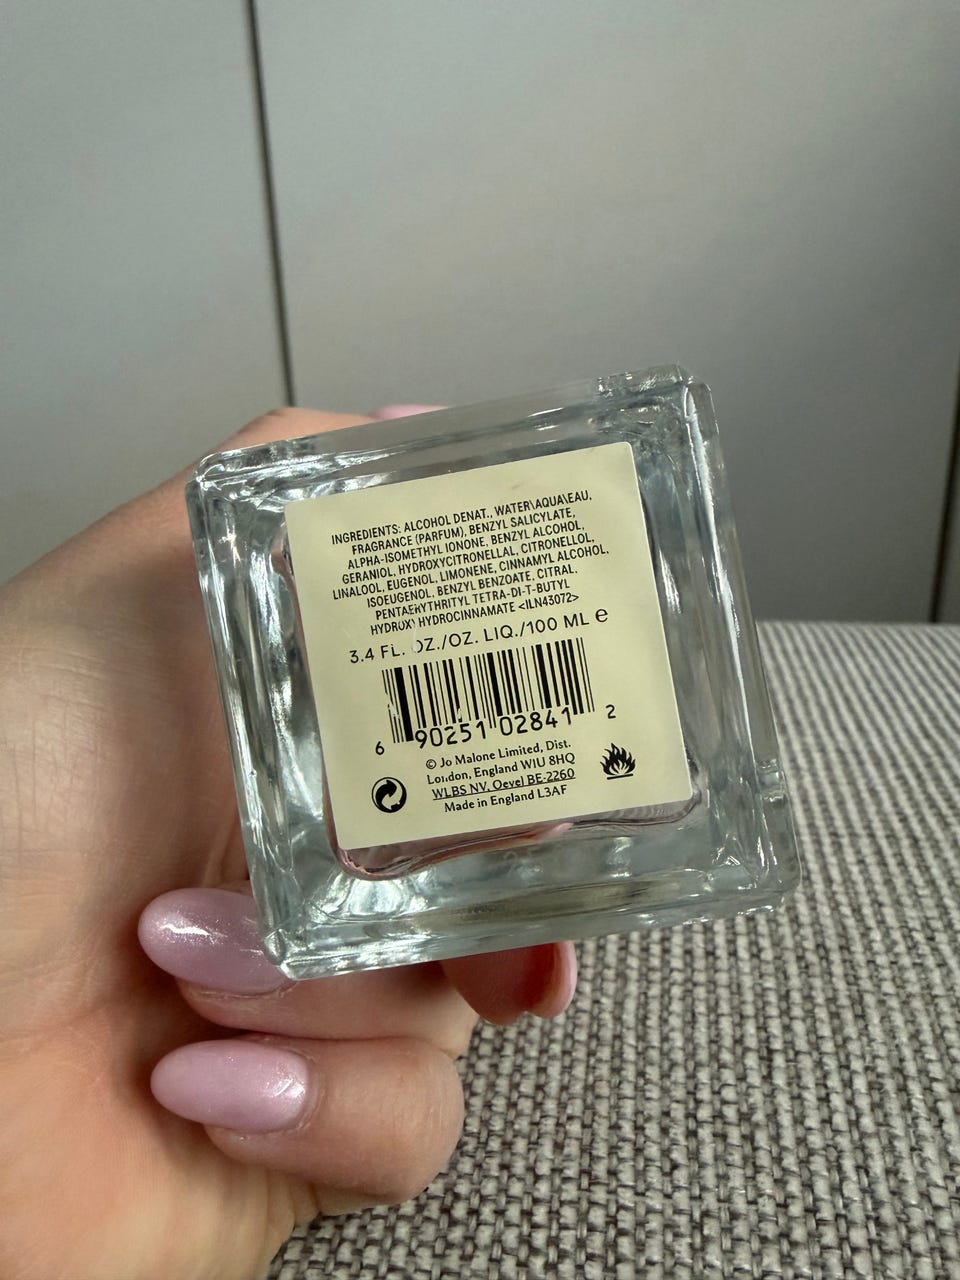 INGREDIENTS: ALCOHOL DENAT., WATER\AQUA\EAU,
FRAGRANCE (PARFUM), BENZYL SALICYLATE,
ALPHA-ISOMETHYL IONONE, BENZYL ALCOHOL,
GERANIOL, HYDROXYCITRONELLAL, CITRONELLOL,
LINALOOL, EUGENOL, LIMONENE, CINNAMYL ALCOHOL,
ISOEUGENOL, BENZYL BENZOATE, CITRAL.
PENTAERYTHRITYL TETRA-DI-T-BUTYL
HYDROXYHYDROCINNAMATE <ILN43072>
3.4 FL. OZ./OZ. LIQ./100 ML e
6 90251 02841 2
© Jo Malone Limited, Dist.
London, England W1U 8HQ
WLBS NV, Oevel BE-2260
Made in England L3AF